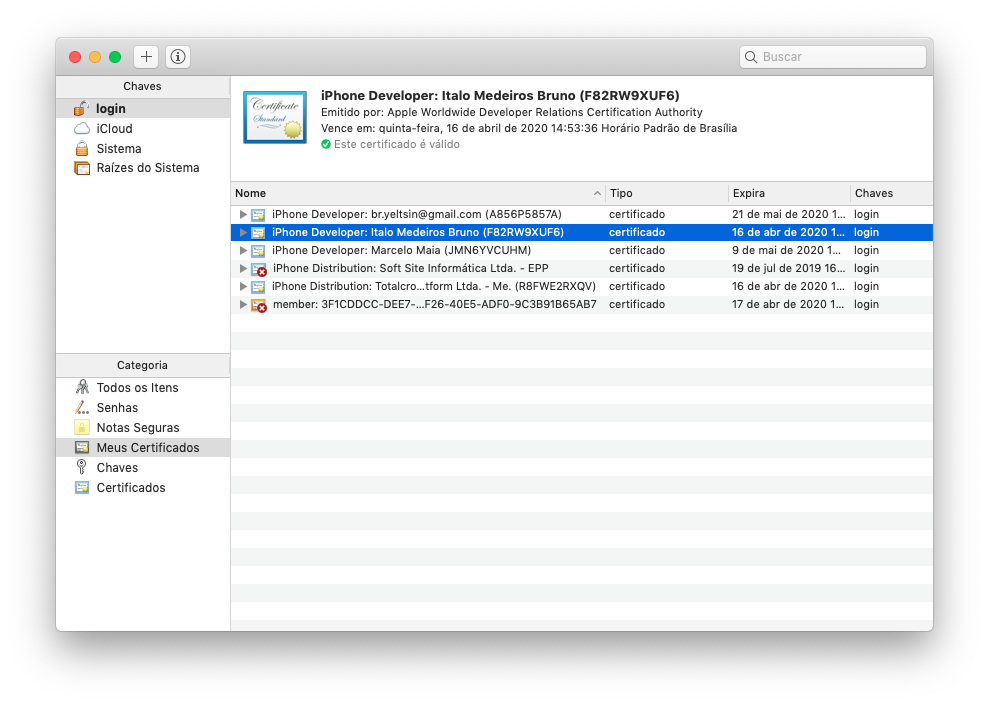 Buscar
Chaves
login
iCloud
Sistema
Raízes do Sistema
Categoria
Todos os Itens
Senhas
Notas Seguras
Meus Certificados
Chaves
Certificados
Certificate
Standard
iPhone Developer: Italo Medeiros Bruno (F82RW9XUF6)
Emitido por: Apple Worldwide Developer Relations Certification Authority
Vence em: quinta-feira, 16 de abril de 2020 14:53:36 Horário Padrão de Brasília
Este certificado é válido
Nome Tipo Expira Chaves
iPhone Developer: br.yeltsin@gmail.com (A856P5857A) certificado 21 de mai de 2020 1... login
iPhone Developer: Italo Medeiros Bruno (F82RW9XUF6) certificado 16 de abr de 2020 1... login
iPhone Developer: Marcelo Maia (JMN6YVCUHM) certificado 9 de mai de 2020 1... login
iPhone Distribution: Soft Site Informática Ltda. - EPP certificado 19 de jul de 2019 16... login
iPhone Distribution: Totalcro...tform Ltda. - Me. (R8FWE2RXQV) certificado 16 de abr de 2020 1... login
member: 3F1CDDCC-DEE7-...F26-40E5-ADF0-9C3B91B65AB7 certificado 17 de abr de 2020 1... login